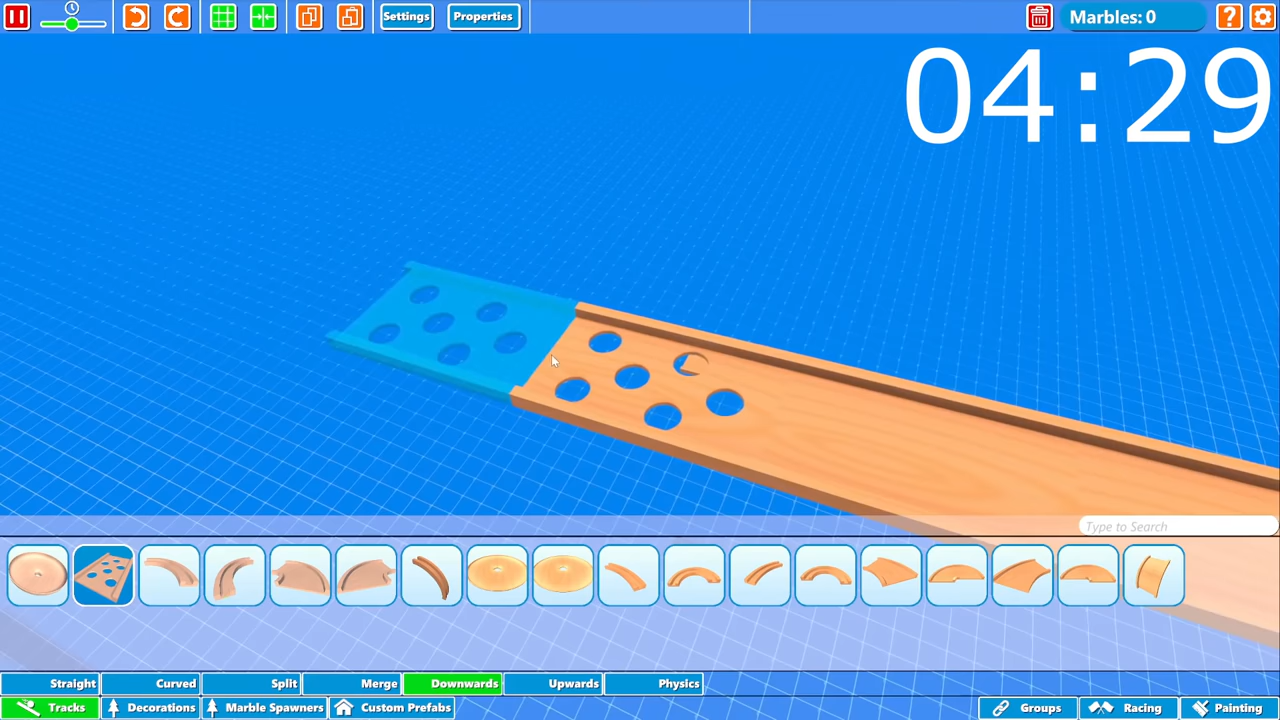 Settings
Properties
Marbles: 0
?
04:29
Type to Search
Straight
Curved
Split
Merge
Downwards
Upwards
Physics
Tracks
Decorations
Marble Spawners
Custom Prefabs
Groups
Racing
Painting